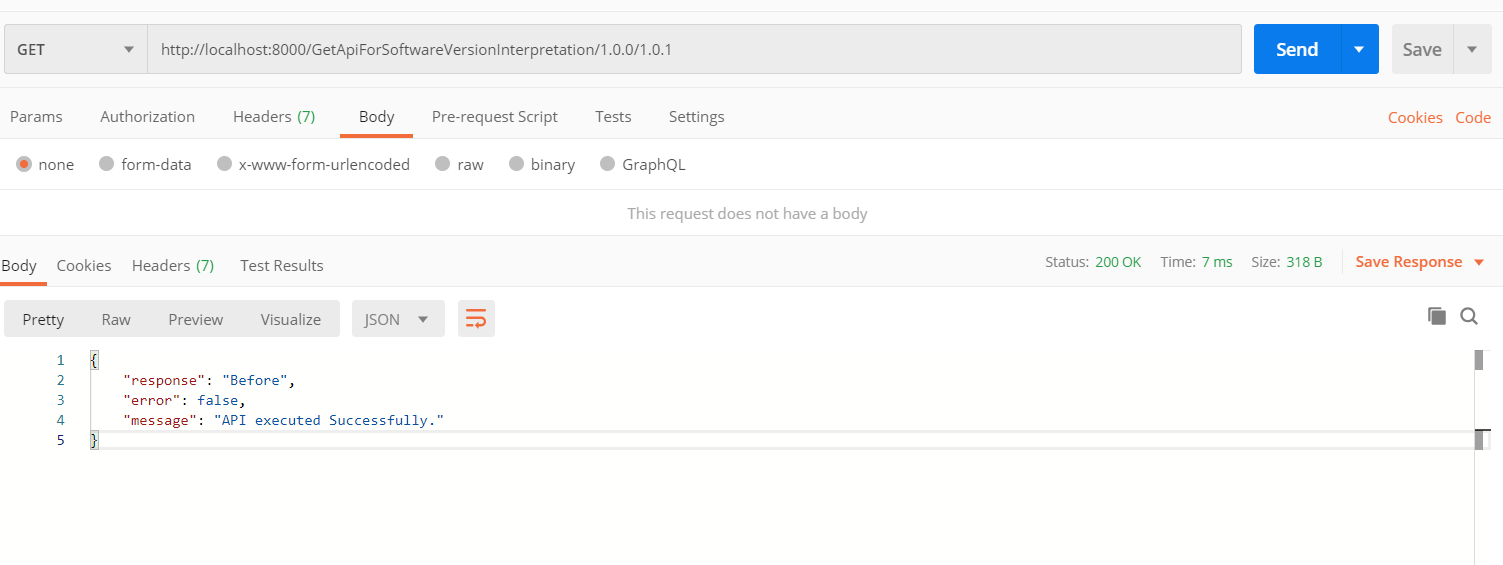 GET http://localhost:8000/GetApiForSoftwareVersionInterpretation/1.0.0/1.0.1 Send Save
Params Authorization Headers (7) Body Pre-request Script Tests Settings Cookies Code
none form-data x-www-form-urlencoded raw binary GraphQL
This request does not have a body
Body Cookies Headers (7) Test Results Status: 200 OK Time: 7 ms Size: 318 B Save Response
Pretty Raw Preview Visualize JSON
1 {
2 "response": "Before",
3 "error": false,
4 "message": "API executed Successfully."
5 }